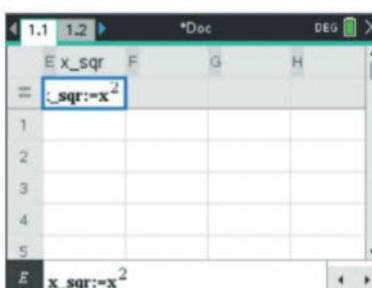 1.1 1.2 *Doc DEG
E x_sqr F G H
= :_sqr:=x²
1
2
3
4
5
E x_sqr:=x²